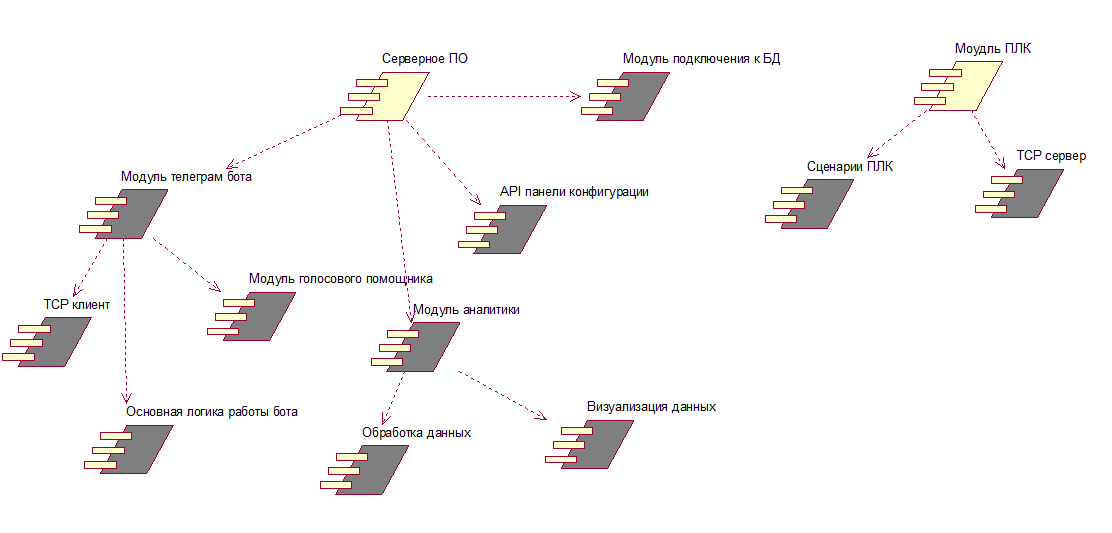 Моудль ПЛК
Серверное ПО
Модуль подключения к БД
TCP сервер
Сценарии ПЛК
Модуль телеграм бота
API панели конфигурации
Модуль голосового помощника
TCP клиент
Модуль аналитики
Визуализация данных
Основная логика работы бота
Обработка данных